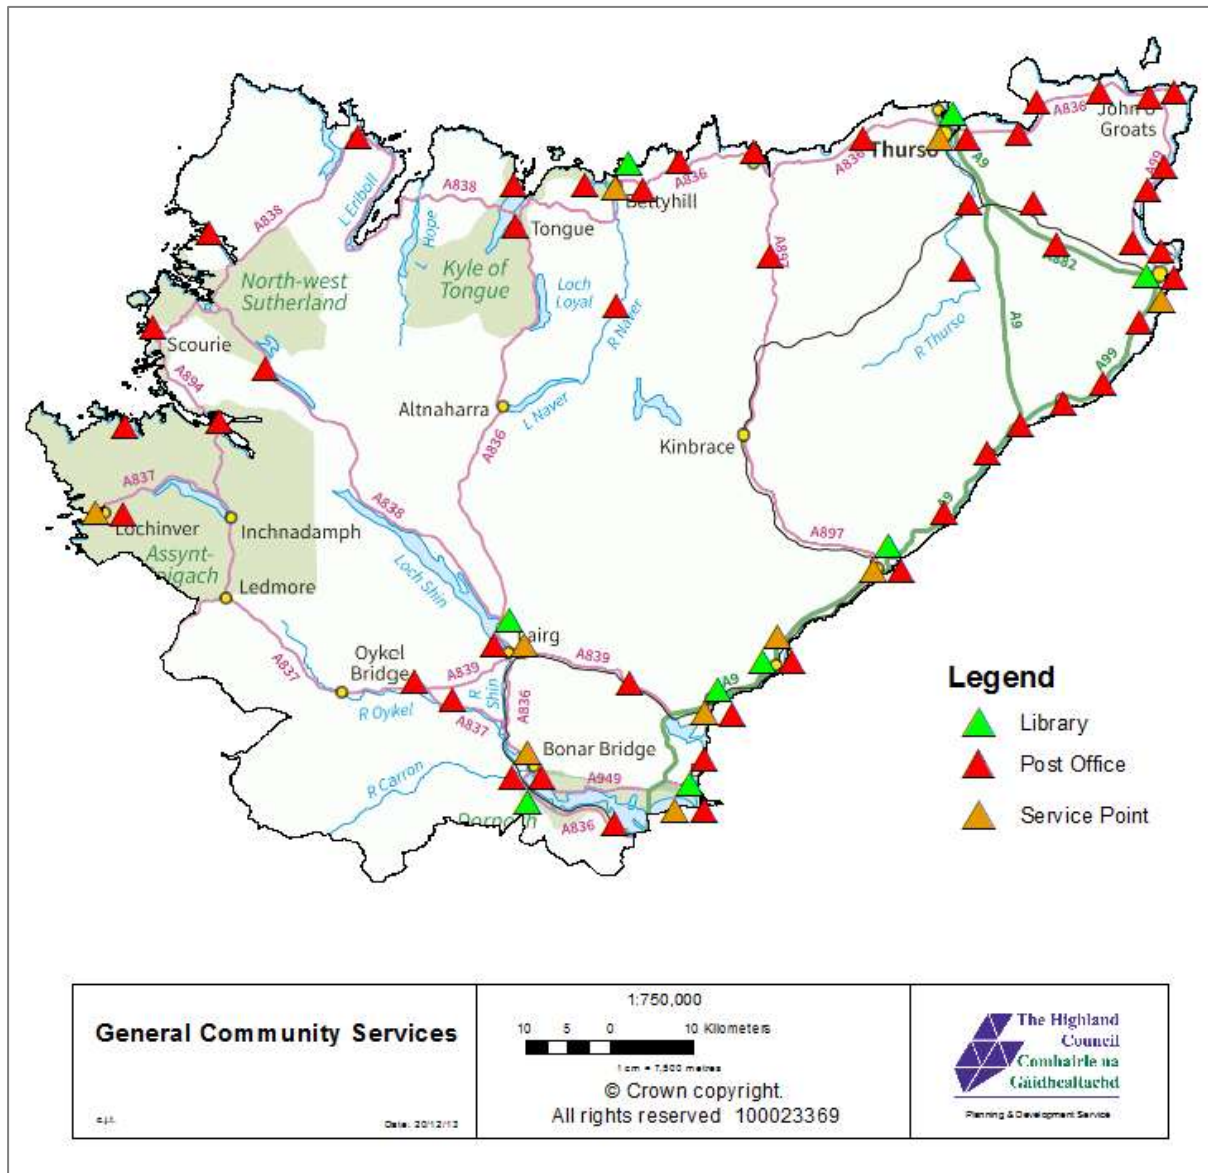 A836
John o
Groats
Thurso
A9
A836
A99
L Eriboll
A838
A838
Hope
L
Bettyhill
A836
Tongue
A897
A882
North-west
Sutherland
Kyle of
Tongue
Loch
Loyal
R Naver
A9
R Thurso
Scourie
A99
A894
Altnaharra
L Naver
Kinbrace
A836
A837
A838
A9
Lochinver
Inchnadamph
A897
Assynt-
Loch Shin
Ledmore
airg
Oykel
Bridge
A839
A839
A837
R
Shin
A9
R Oykel
A836
A837
Bonar Bridge
R Carron
A949
Dornoch
A836
Legend
Library
Post Office
Service Point
General Community Services
c.j.t.
Date: 20/12/13
1:750,000
10 5 0 10 Kilometers
1 cm = 7,500 metres
© Crown copyright.
All rights reserved 100023369
The Highland
Council
Comhairle na
Gàidhealtachd
Planning & Development Service